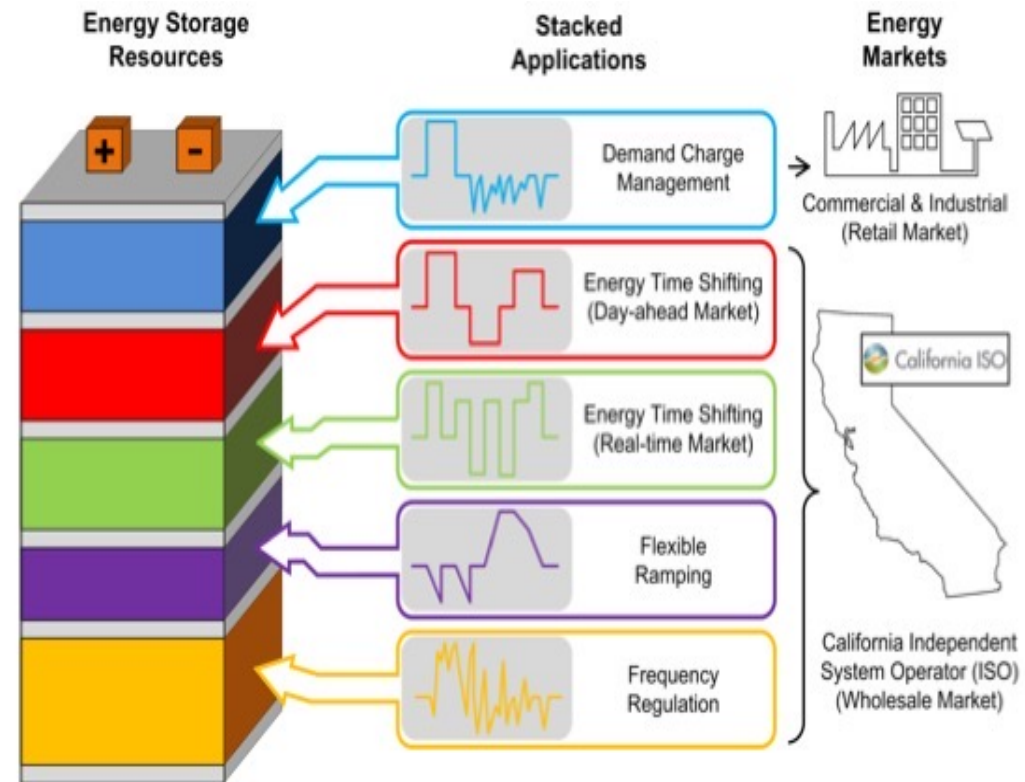 Energy Storage
Resources
Stacked
Applications
Energy
Markets
+ -
Demand Charge
Management
Commercial & Industrial
(Retail Market)
Energy Time Shifting
(Day-ahead Market)
California ISO
Energy Time Shifting
(Real-time Market)
Flexible
Ramping
Frequency
Regulation
California Independent
System Operator (ISO)
(Wholesale Market)